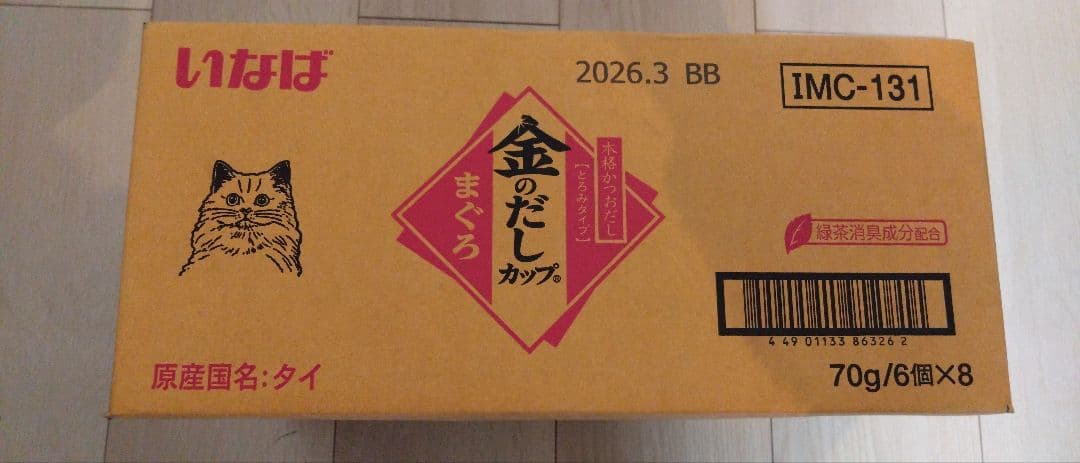 いなば
2026.3 BB
IMC-131
本格かつおだし
[とろみタイプ]
金のだし
カップ®
まぐろ
緑茶消臭成分配合
4 49 01133 86326 2
原産国名:タイ
70g/6個×8